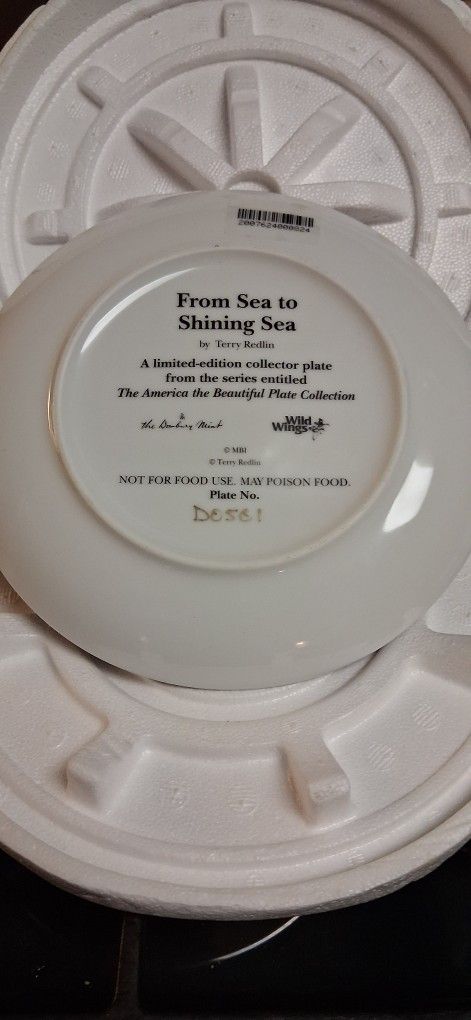 2007624000824
From Sea to
Shining Sea
by Terry Redlin
A limited-edition collector plate
from the series entitled
The America the Beautiful Plate Collection
the Danbury Mint
Wild
Wings
© MBI
© Terry Redlin
NOT FOR FOOD USE. MAY POISON FOOD.
Plate No.